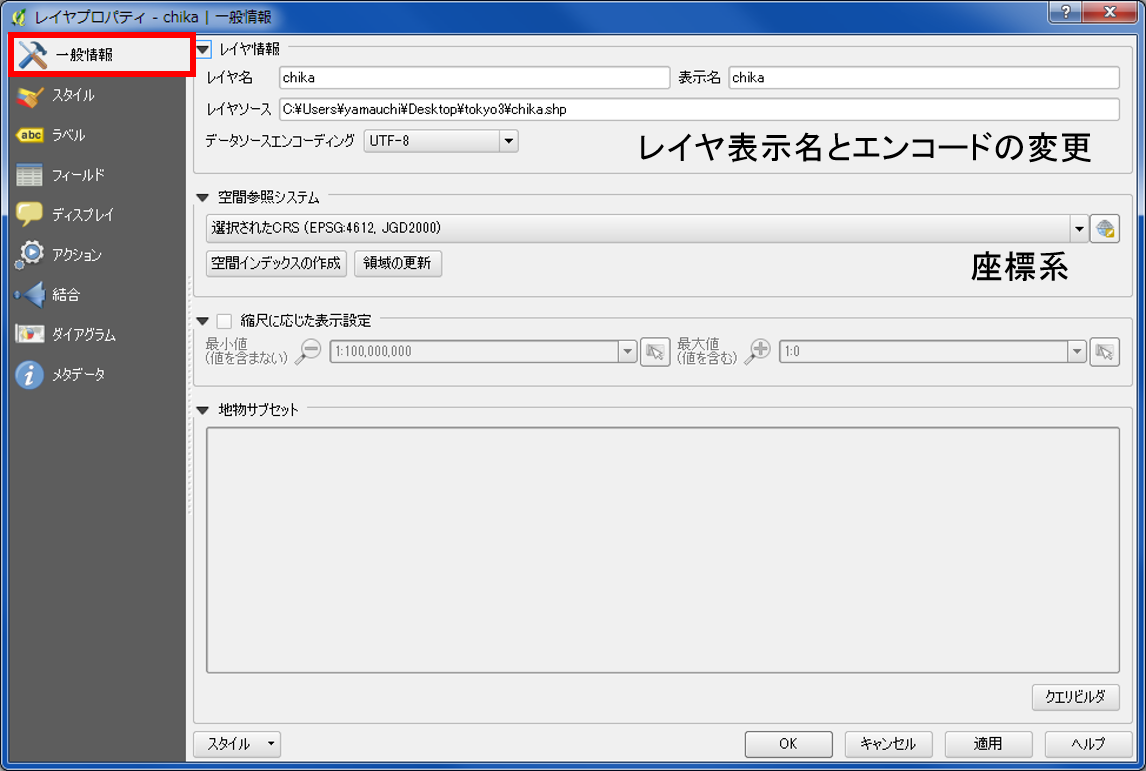 レイヤプロパティ - chika | 一般情報
一般情報
スタイル
abc ラベル
フィールド
ディスプレイ
アクション
結合
ダイアグラム
メタデータ
レイヤ情報
レイヤ名 chika 表示名 chika
レイヤソース C:¥Users¥yamauchi¥Desktop¥tokyo3¥chika.shp
データソースエンコーディング UTF-8
レイヤ表示名とエンコードの変更
空間参照システム
選択されたCRS (EPSG:4612, JGD2000)
空間インデックスの作成 領域の更新
座標系
縮尺に応じた表示設定
最小値
(値を含まない) 1:100,000,000
最大値
(値を含む) 1:0
地物サブセット
クエリビルダ
スタイル OK キャンセル 適用 ヘルプ